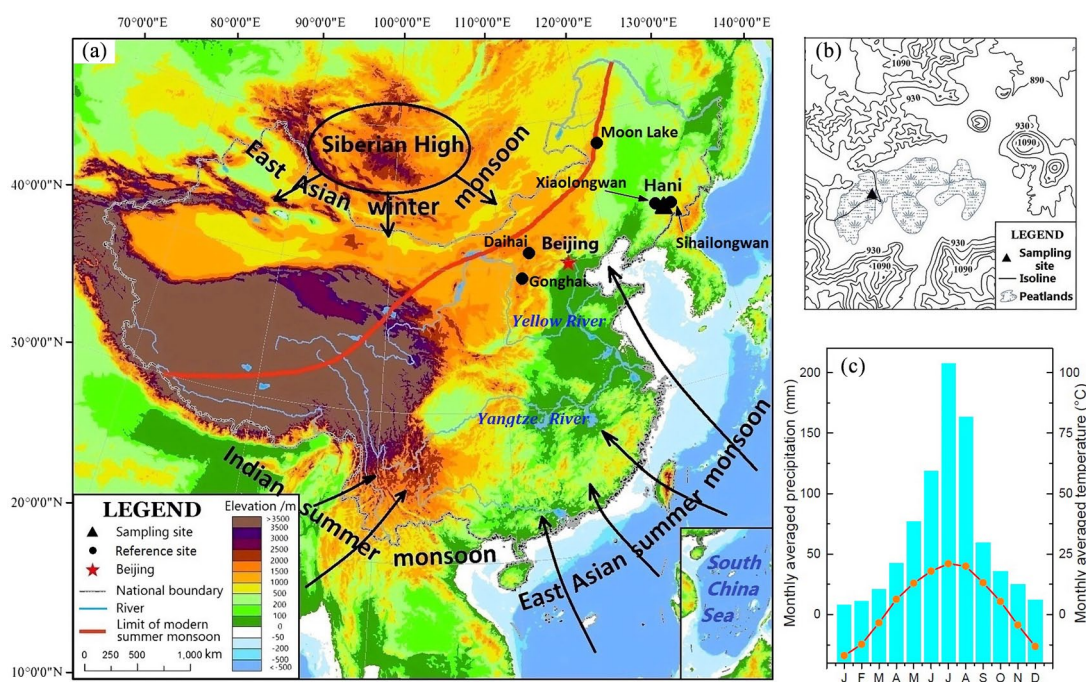 70°0'0"E
80°0'0"E
90°0'0"E
100°0'0"E
110°0'0"E
120°0'0"E
130°0'0"E
140°0'0"E
(a)
40°00'0"N
30°00'0"N
20°00'0"N
10°00'0"N
Siberian High
East Asian winter monsoon
Moon Lake
Xiaolongwan
Hani
Sihailongwan
Daihai
Beijing
Gonghai
Yellow River
Yangtze River
Indian summer monsoon
East Asian summer monsoon
South
China
Sea
LEGEND
Sampling site
Reference site
Beijing
National boundary
River
Limit of modern
summer monsoon
0 500 1,000 km
Elevation /m
>3500
3500
3000
2500
2000
1500
1000
500
200
100
0
-50
-200
-500
<-500
(b)
1090
930
890
930
1090
930
1090
930
1090
LEGEND
Sampling
site
Isoline
Peatlands
(c)
Monthly averaged precipitation (mm)
200
150
100
50
0
Monthly averaged temperature (°C)
100
75
50
25
0
J F M A M J J A S O N D